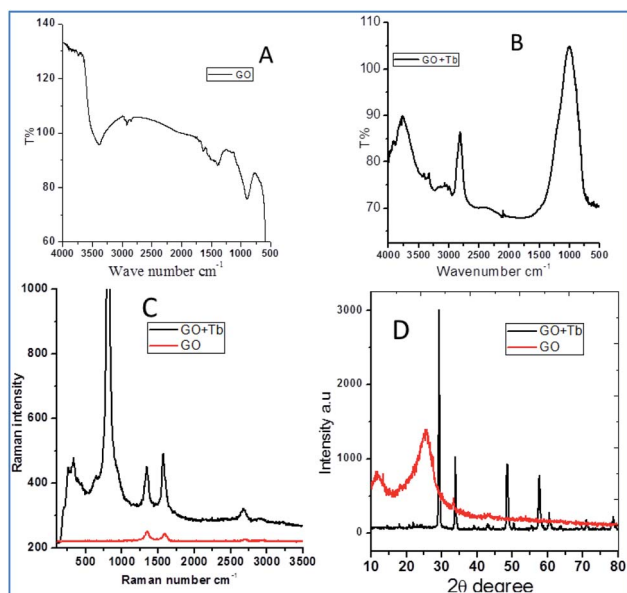 A
GO
140
120
100
80
60
T%
4000 3500 3000 2500 2000 1500 1000 500
Wave number cm-1
B
GO+Tb
110
100
90
80
70
T%
4000 3500 3000 2500 2000 1500 1000 500
Wavenumber cm-1
C
GO+Tb
GO
1000
800
600
400
200
Raman intensity
500 1000 1500 2000 2500 3000 3500
Raman number cm-1
D
GO+Tb
GO
3000
2000
1000
0
Intensity a.u
10 20 30 40 50 60 70 80
2θ degree